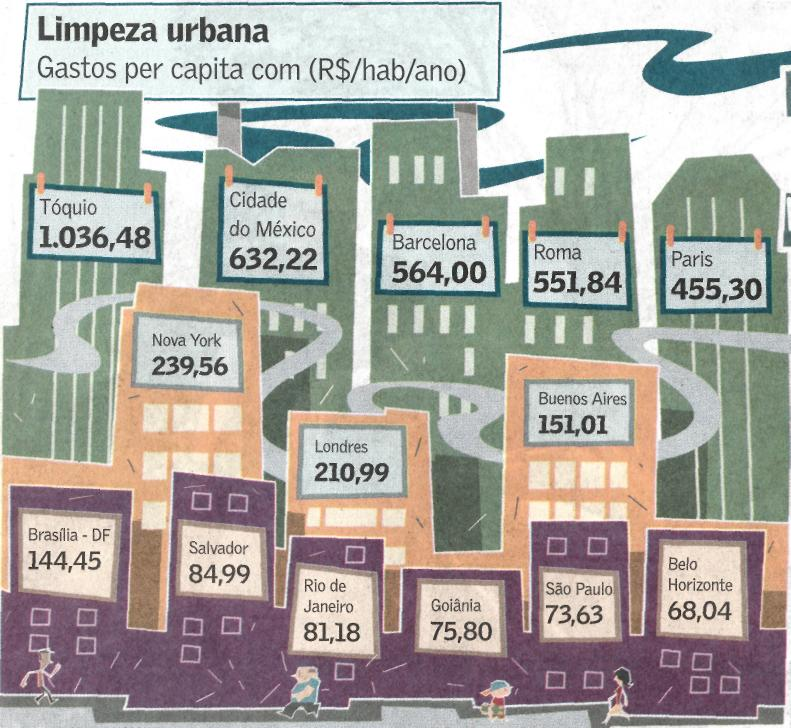 Limpeza urbana
Gastos per capita com (R$/hab/ano)
Tóquio
1.036,48
Cidade
do México
632,22
Barcelona
564,00
Roma
551,84
Paris
455,30
Nova York
239,56
Londres
210,99
Buenos Aires
151,01
Brasília - DF
144,45
Salvador
84,99
Rio de
Janeiro
81,18
Goiânia
75,80
São Paulo
73,63
Belo
Horizonte
68,04